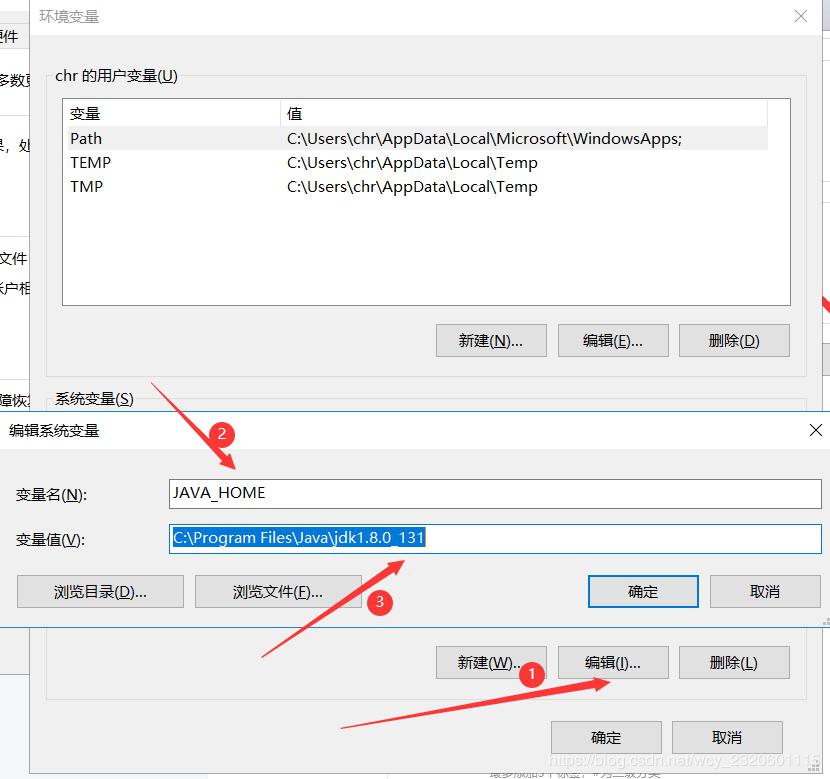 环境变量
硬件
chr 的用户变量(U)
变量 值
Path C:\Users\chr\AppData\Local\Microsoft\WindowsApps;
TEMP C:\Users\chr\AppData\Local\Temp
TMP C:\Users\chr\AppData\Local\Temp
文件
新建(N)... 编辑(E)... 删除(D)
系统变量(S)
编辑系统变量
2
变量名(N): JAVA_HOME
变量值(V): C:\Program Files\Java\jdk1.8.0_131
浏览目录(D)... 浏览文件(F)... 确定 取消
3
新建(W)... 编辑(I)... 删除(L)
1
确定 取消
https://blog.csdn.net/wcy_2320601115